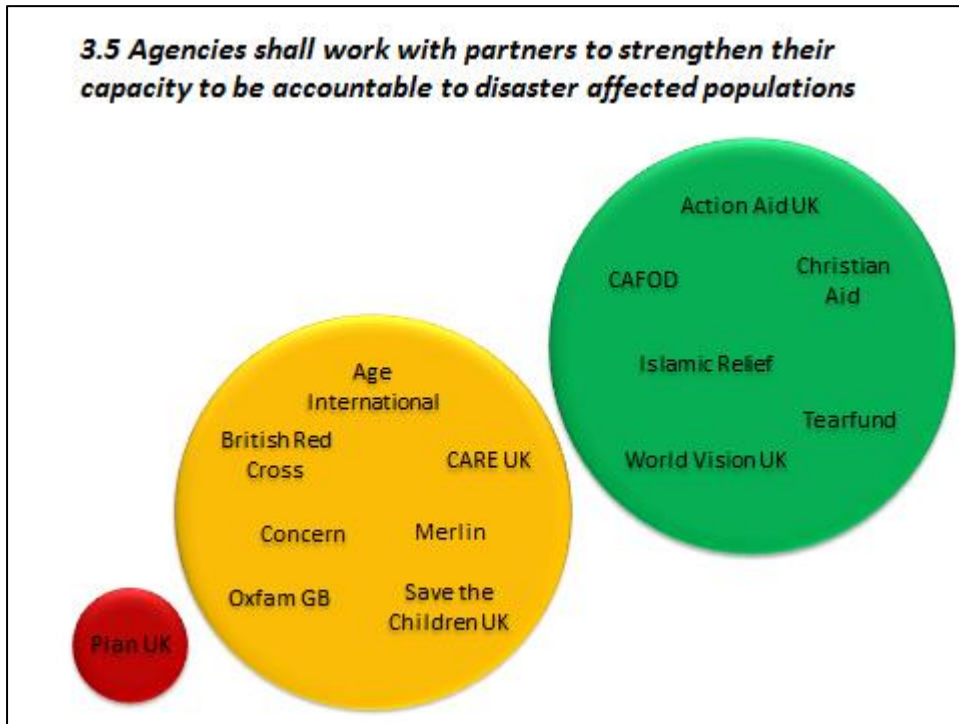 3.5 Agencies shall work with partners to strengthen their
capacity to be accountable to disaster affected populations
Action Aid UK
CAFOD
Christian
Aid
Islamic Relief
Tearfund
World Vision UK
Age
International
British Red
Cross
CARE UK
Concern
Merlin
Oxfam GB
Save the
Children UK
Plan UK